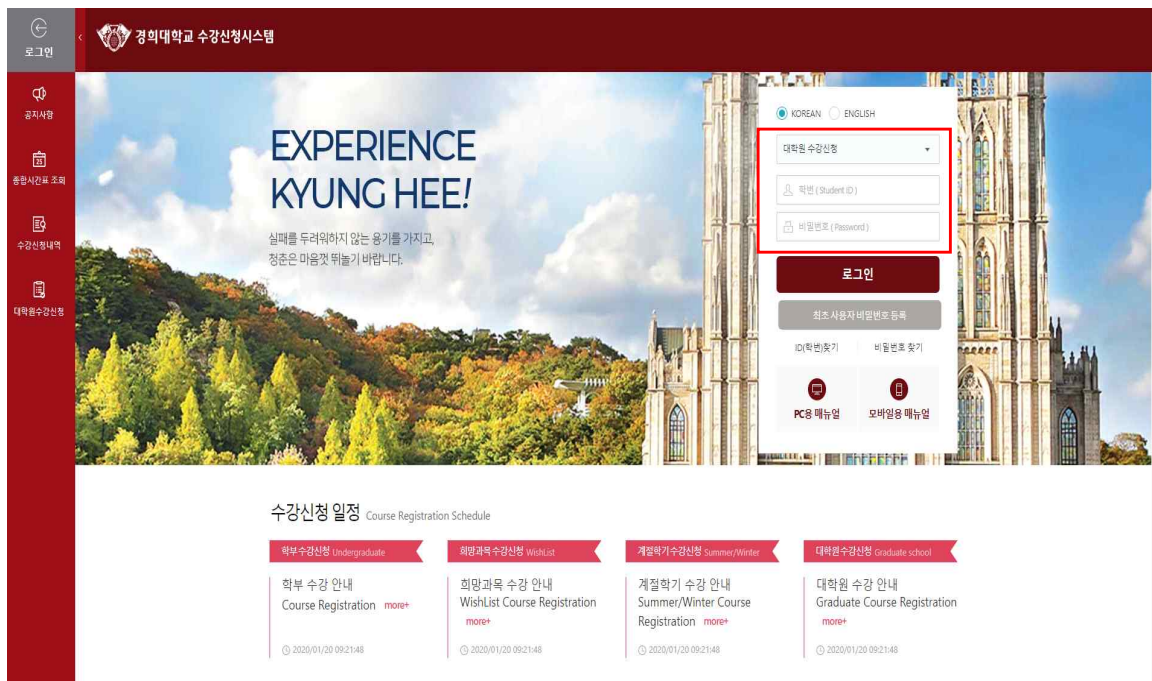 로그인
공지사항
종합시간표 조회
수강신청내역
대학원수강신청
경희대학교 수강신청시스템
EXPERIENCE
KYUNG HEE!
실패를 두려워하지 않는 용기를 가지고,
청춘은 마음껏 뛰놀기 바랍니다.
KOREAN ENGLISH
대학원 수강신청
학번 ( Student ID )
비밀번호 ( Password )
로그인
최초 사용자 비밀번호 등록
ID(학번)찾기 비밀번호 찾기
PC용 매뉴얼 모바일용 매뉴얼
수강신청 일정 Course Registration Schedule
학부수강신청 Undergraduate
학부 수강 안내
Course Registration more+
2020/01/20 09:21:48
희망과목수강신청 WishList
희망과목 수강 안내
WishList Course Registration
more+
2020/01/20 09:21:48
계절학기수강신청 Summer/Winter
계절학기 수강 안내
Summer/Winter Course
Registration more+
2020/01/20 09:21:48
대학원수강신청 Graduate school
대학원 수강 안내
Graduate Course Registration
more+
2020/01/20 09:21:48